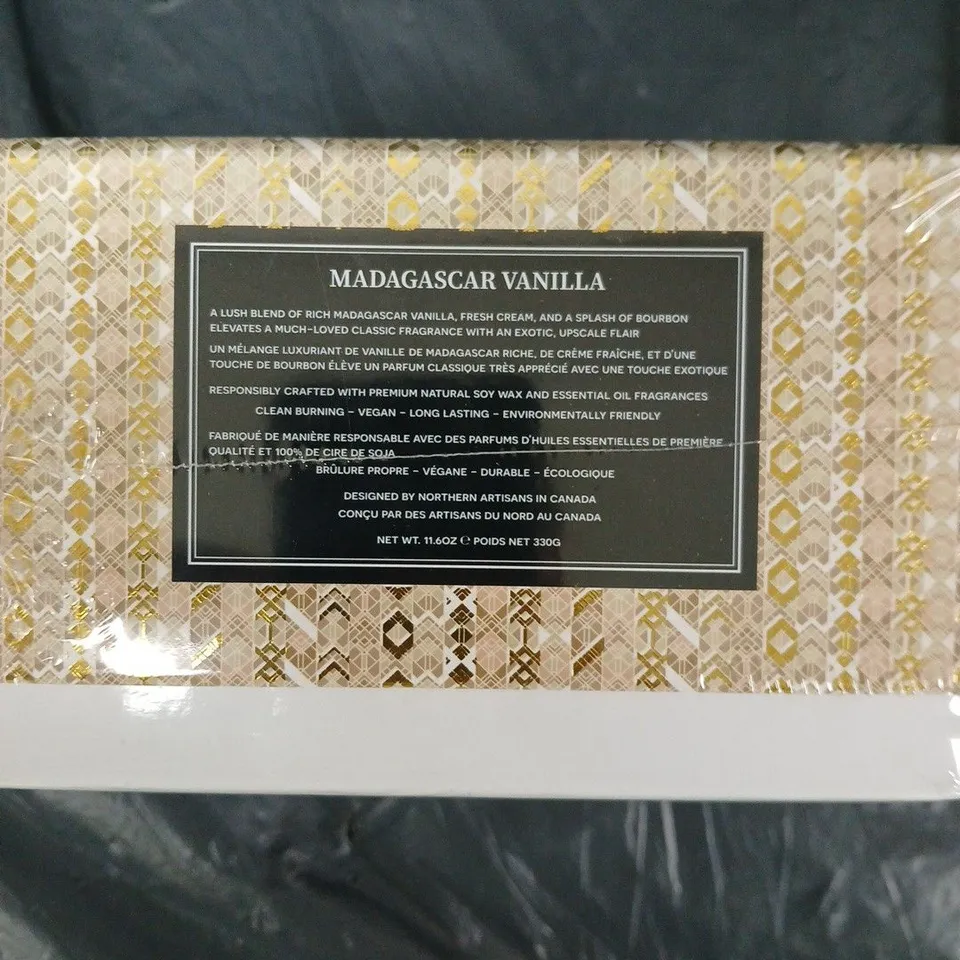 MADAGASCAR VANILLA
A LUSH BLEND OF RICH MADAGASCAR VANILLA, FRESH CREAM, AND A SPLASH OF BOURBON
ELEVATES A MUCH-LOVED CLASSIC FRAGRANCE WITH AN EXOTIC, UPSCALE FLAIR
UN MÉLANGE LUXURIANT DE VANILLE DE MADAGASCAR RICHE, DE CRÈME FRAÎCHE, ET D'UNE
TOUCHE DE BOURBON ÉLÈVE UN PARFUM CLASSIQUE TRÈS APPRÉCIÉ AVEC UNE TOUCHE EXOTIQUE
RESPONSIBLY CRAFTED WITH PREMIUM NATURAL SOY WAX AND ESSENTIAL OIL FRAGRANCES
CLEAN BURNING – VEGAN – LONG LASTING – ENVIRONMENTALLY FRIENDLY
FABRIQUÉ DE MANIÈRE RESPONSABLE AVEC DES PARFUMS D'HUILES ESSENTIELLES DE PREMIÈRE
QUALITÉ ET 100% DE CIRE DE SOJA
BRÛLURE PROPRE – VÉGANE – DURABLE – ÉCOLOGIQUE
DESIGNED BY NORTHERN ARTISANS IN CANADA
CONÇU PAR DES ARTISANS DU NORD AU CANADA
NET WT. 11.6OZ ℮ POIDS NET 330G